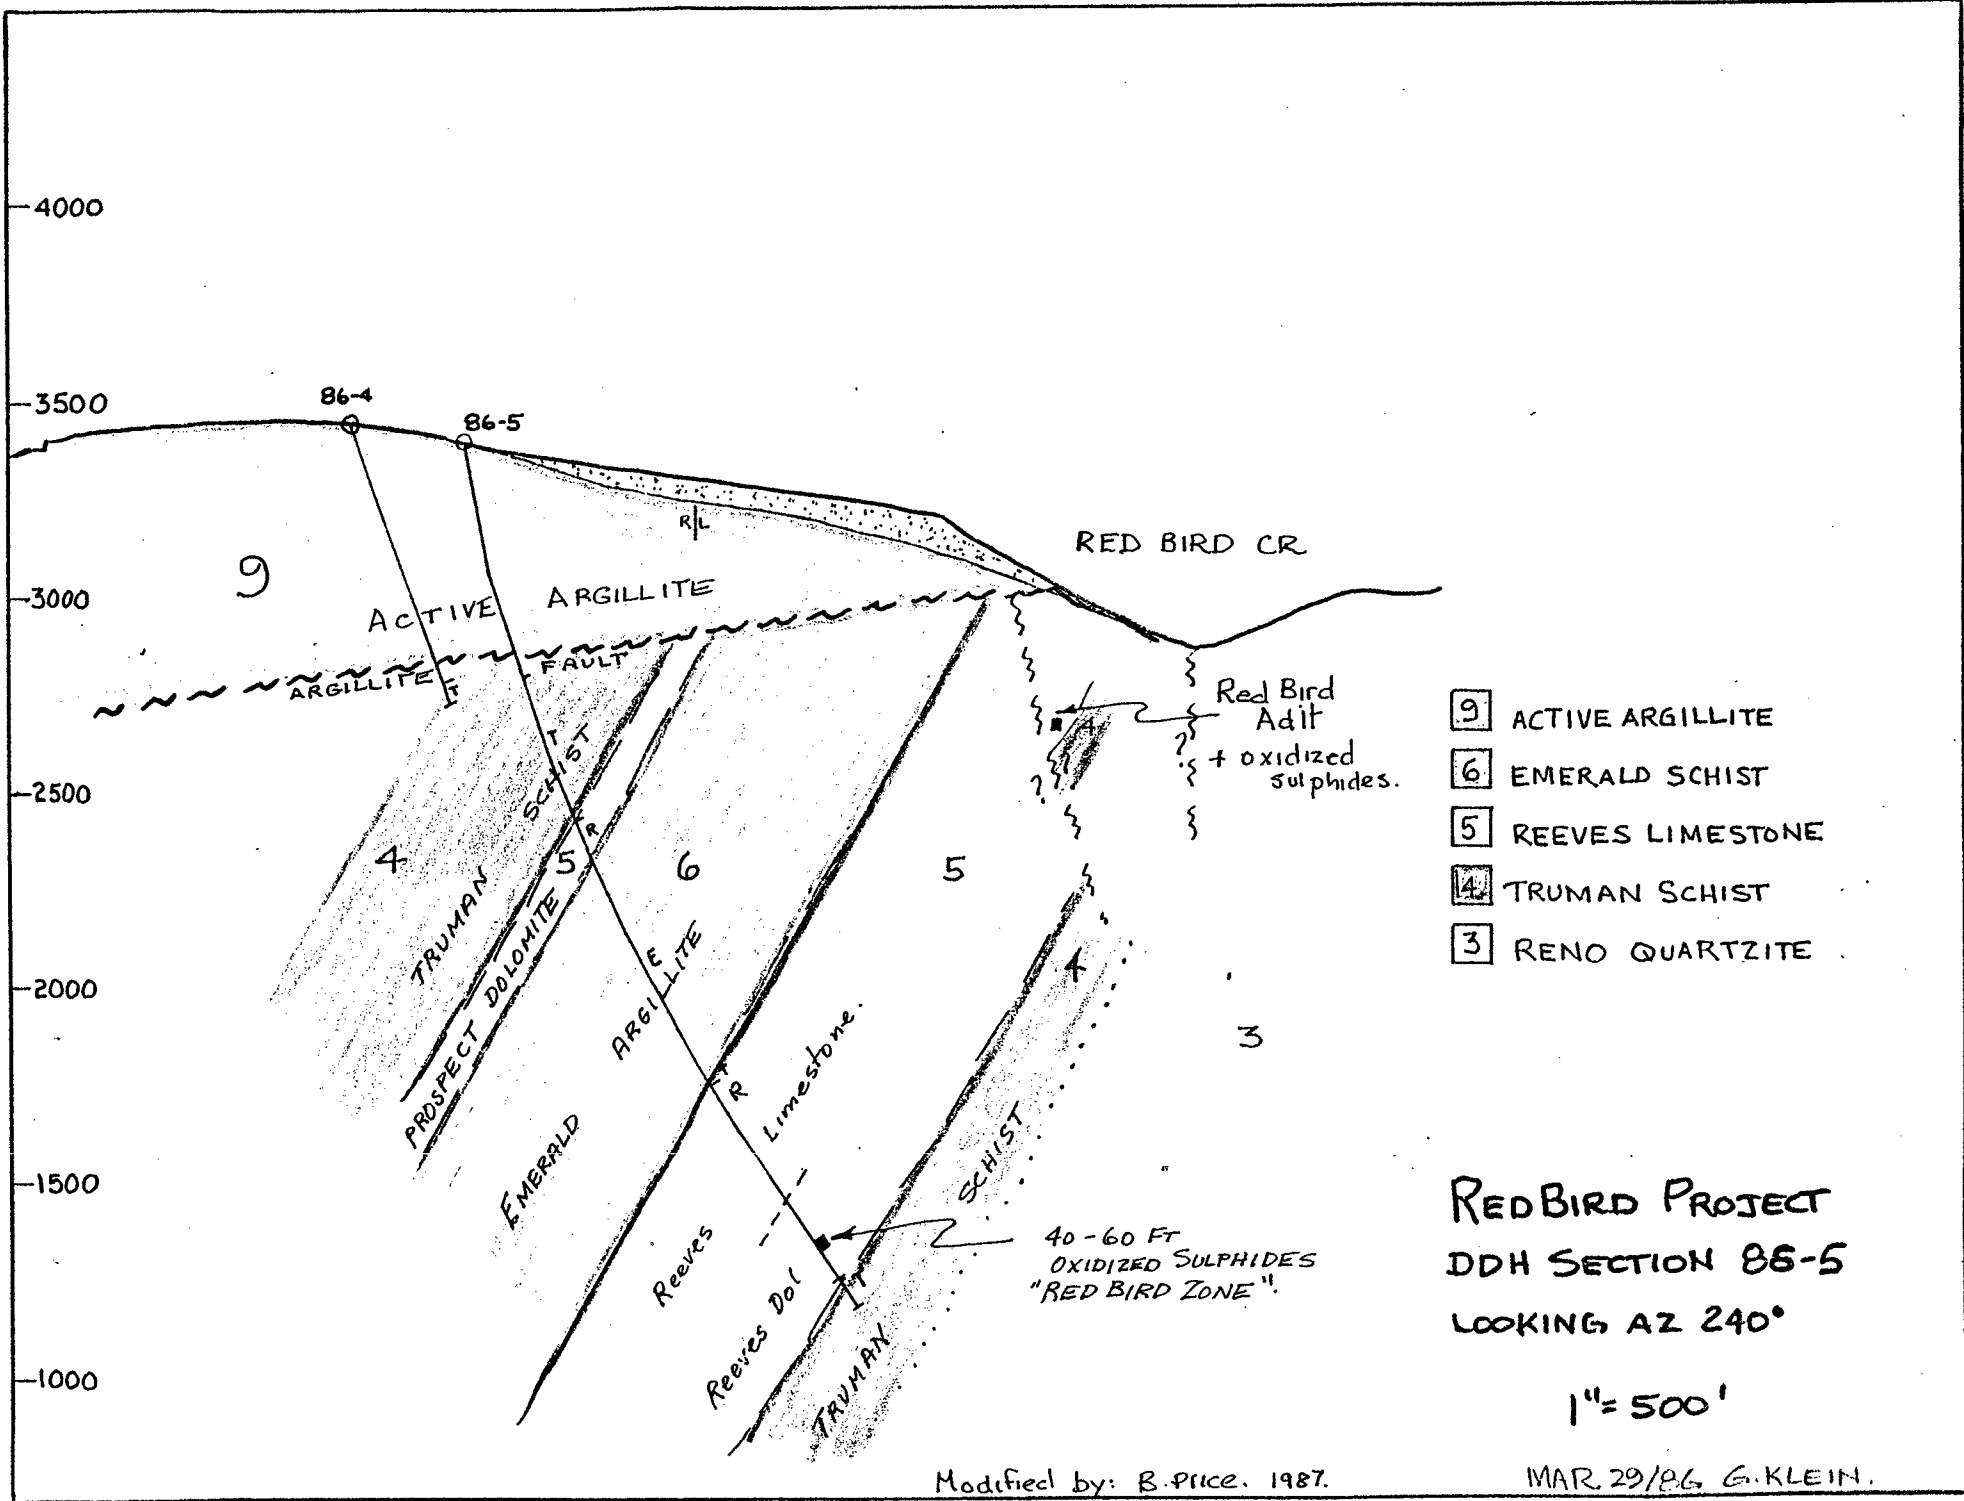 4000
3500
3000
2500
2000
1500
1000
86-4
86-5
R|L
RED BIRD CR
9
ACTIVE ARGILLITE
ARGILLITE
FAULT
T
T
TRUMAN SCHIST
4
5
R
PROSPECT DOLOMITE
6
E
EMERALD ARGILLITE
5
R
Reeves Limestone.
Reeves Dol
T
TRUMAN SCHIST
4
4
3
?
?
Red Bird
Adit
+ oxidized
sulphides.
40-60 FT
OXIDIZED SULPHIDES
"RED BIRD ZONE".
9 ACTIVE ARGILLITE
6 EMERALD SCHIST
5 REEVES LIMESTONE
4 TRUMAN SCHIST
3 RENO QUARTZITE
RED BIRD PROJECT
DDH SECTION 86-5
LOOKING AZ 240°
1"= 500'
Modified by: B. Price. 1987.
MAR. 29/86 G. KLEIN.